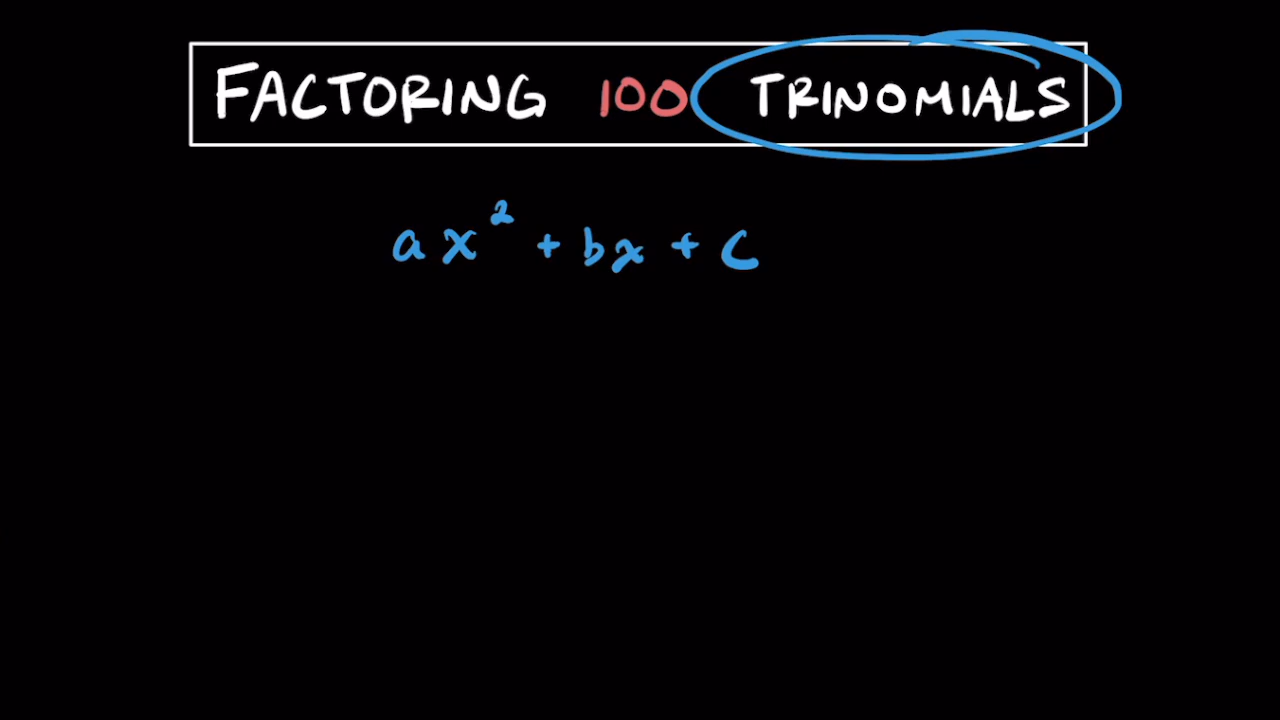 FACTORING 100 TRINOMIALS
ax² + bx + c